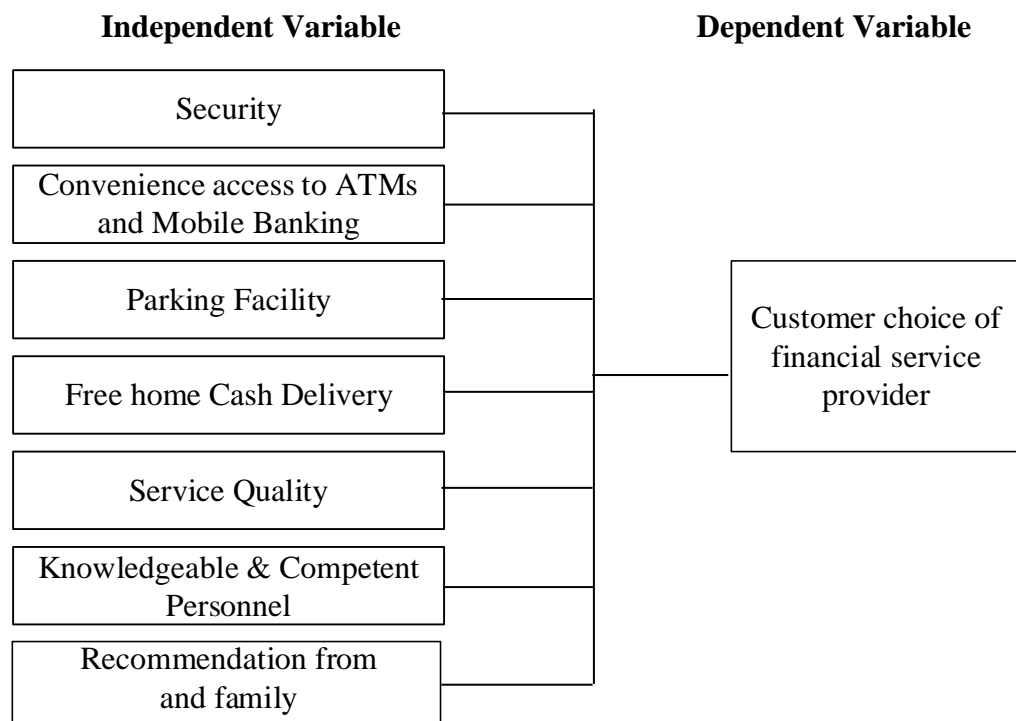 Independent Variable
Dependent Variable
Security
Convenience access to ATMs
and Mobile Banking
Parking Facility
Free home Cash Delivery
Service Quality
Knowledgeable & Competent
Personnel
Recommendation from
and family
Customer choice of
financial service
provider